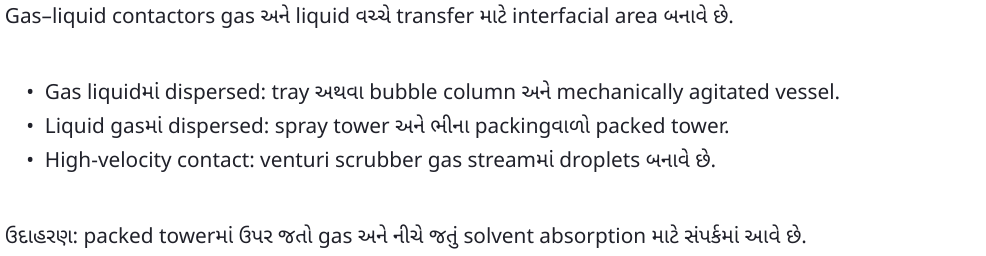 Gas–liquid contactors gas અને liquid વચ્ચે transfer માટે interfacial area બનાવે છે.
• Gas liquidમાં dispersed: tray અથવા bubble column અને mechanically agitated vessel.
• Liquid gasમાં dispersed: spray tower અને ભીના packingવાળો packed tower.
• High-velocity contact: venturi scrubber gas streamમાં droplets બનાવે છે.
ઉદાહરણ: packed towerમાં ઉપર જતો gas અને નીચે જતું solvent absorption માટે સંપર્કમાં આવે છે.